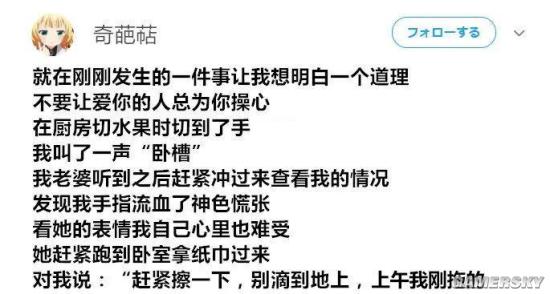 奇葩萜
フォローする
就在刚刚发生的一件事让我想明白一个道理
不要让爱你的人总为你操心
在厨房切水果时切到了手
我叫了一声“卧槽”
我老婆听到之后赶紧冲过来查看我的情况
发现我手指流血了神色慌张
看她的表情我自己心里也难受
她赶紧跑到卧室拿纸巾过来
对我说：“赶紧擦一下，别滴到地上，上午我刚拖的
GAMERSKY